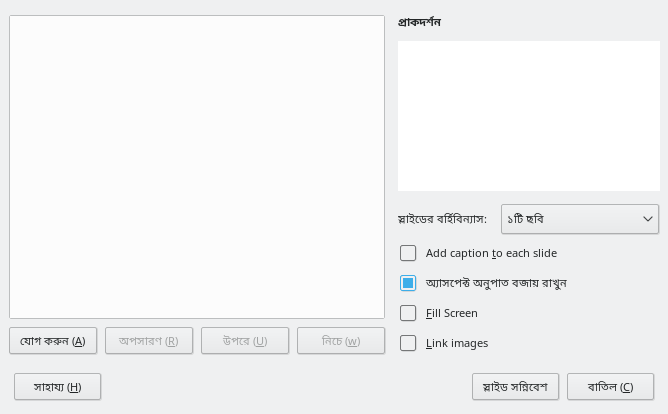 প্রাকদর্শন
স্লাইডের বহির্বিন্যাস: ১টি ছবি
Add caption to each slide
অ্যাসপেক্ট অনুপাত বজায় রাখুন
Fill Screen
Link images
যোগ করুন (A) অপসারণ (R) উপরে (U) নিচে (w)
সাহায্য (H) স্লাইড সন্নিবেশ বাতিল (C)